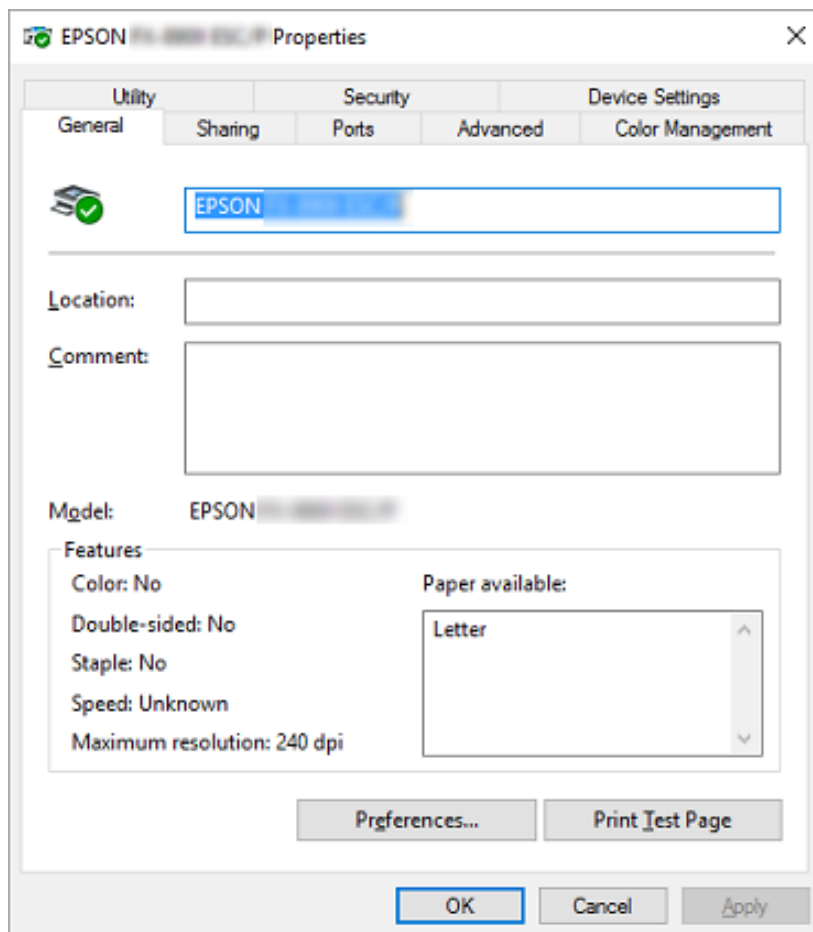 EPSON Properties
Utility Security Device Settings
General Sharing Ports Advanced Color Management
EPSON
Location:
Comment:
Model: EPSON
Features
Color: No
Paper available:
Double-sided: No
Letter
Staple: No
Speed: Unknown
Maximum resolution: 240 dpi
Preferences... Print Test Page
OK Cancel Apply